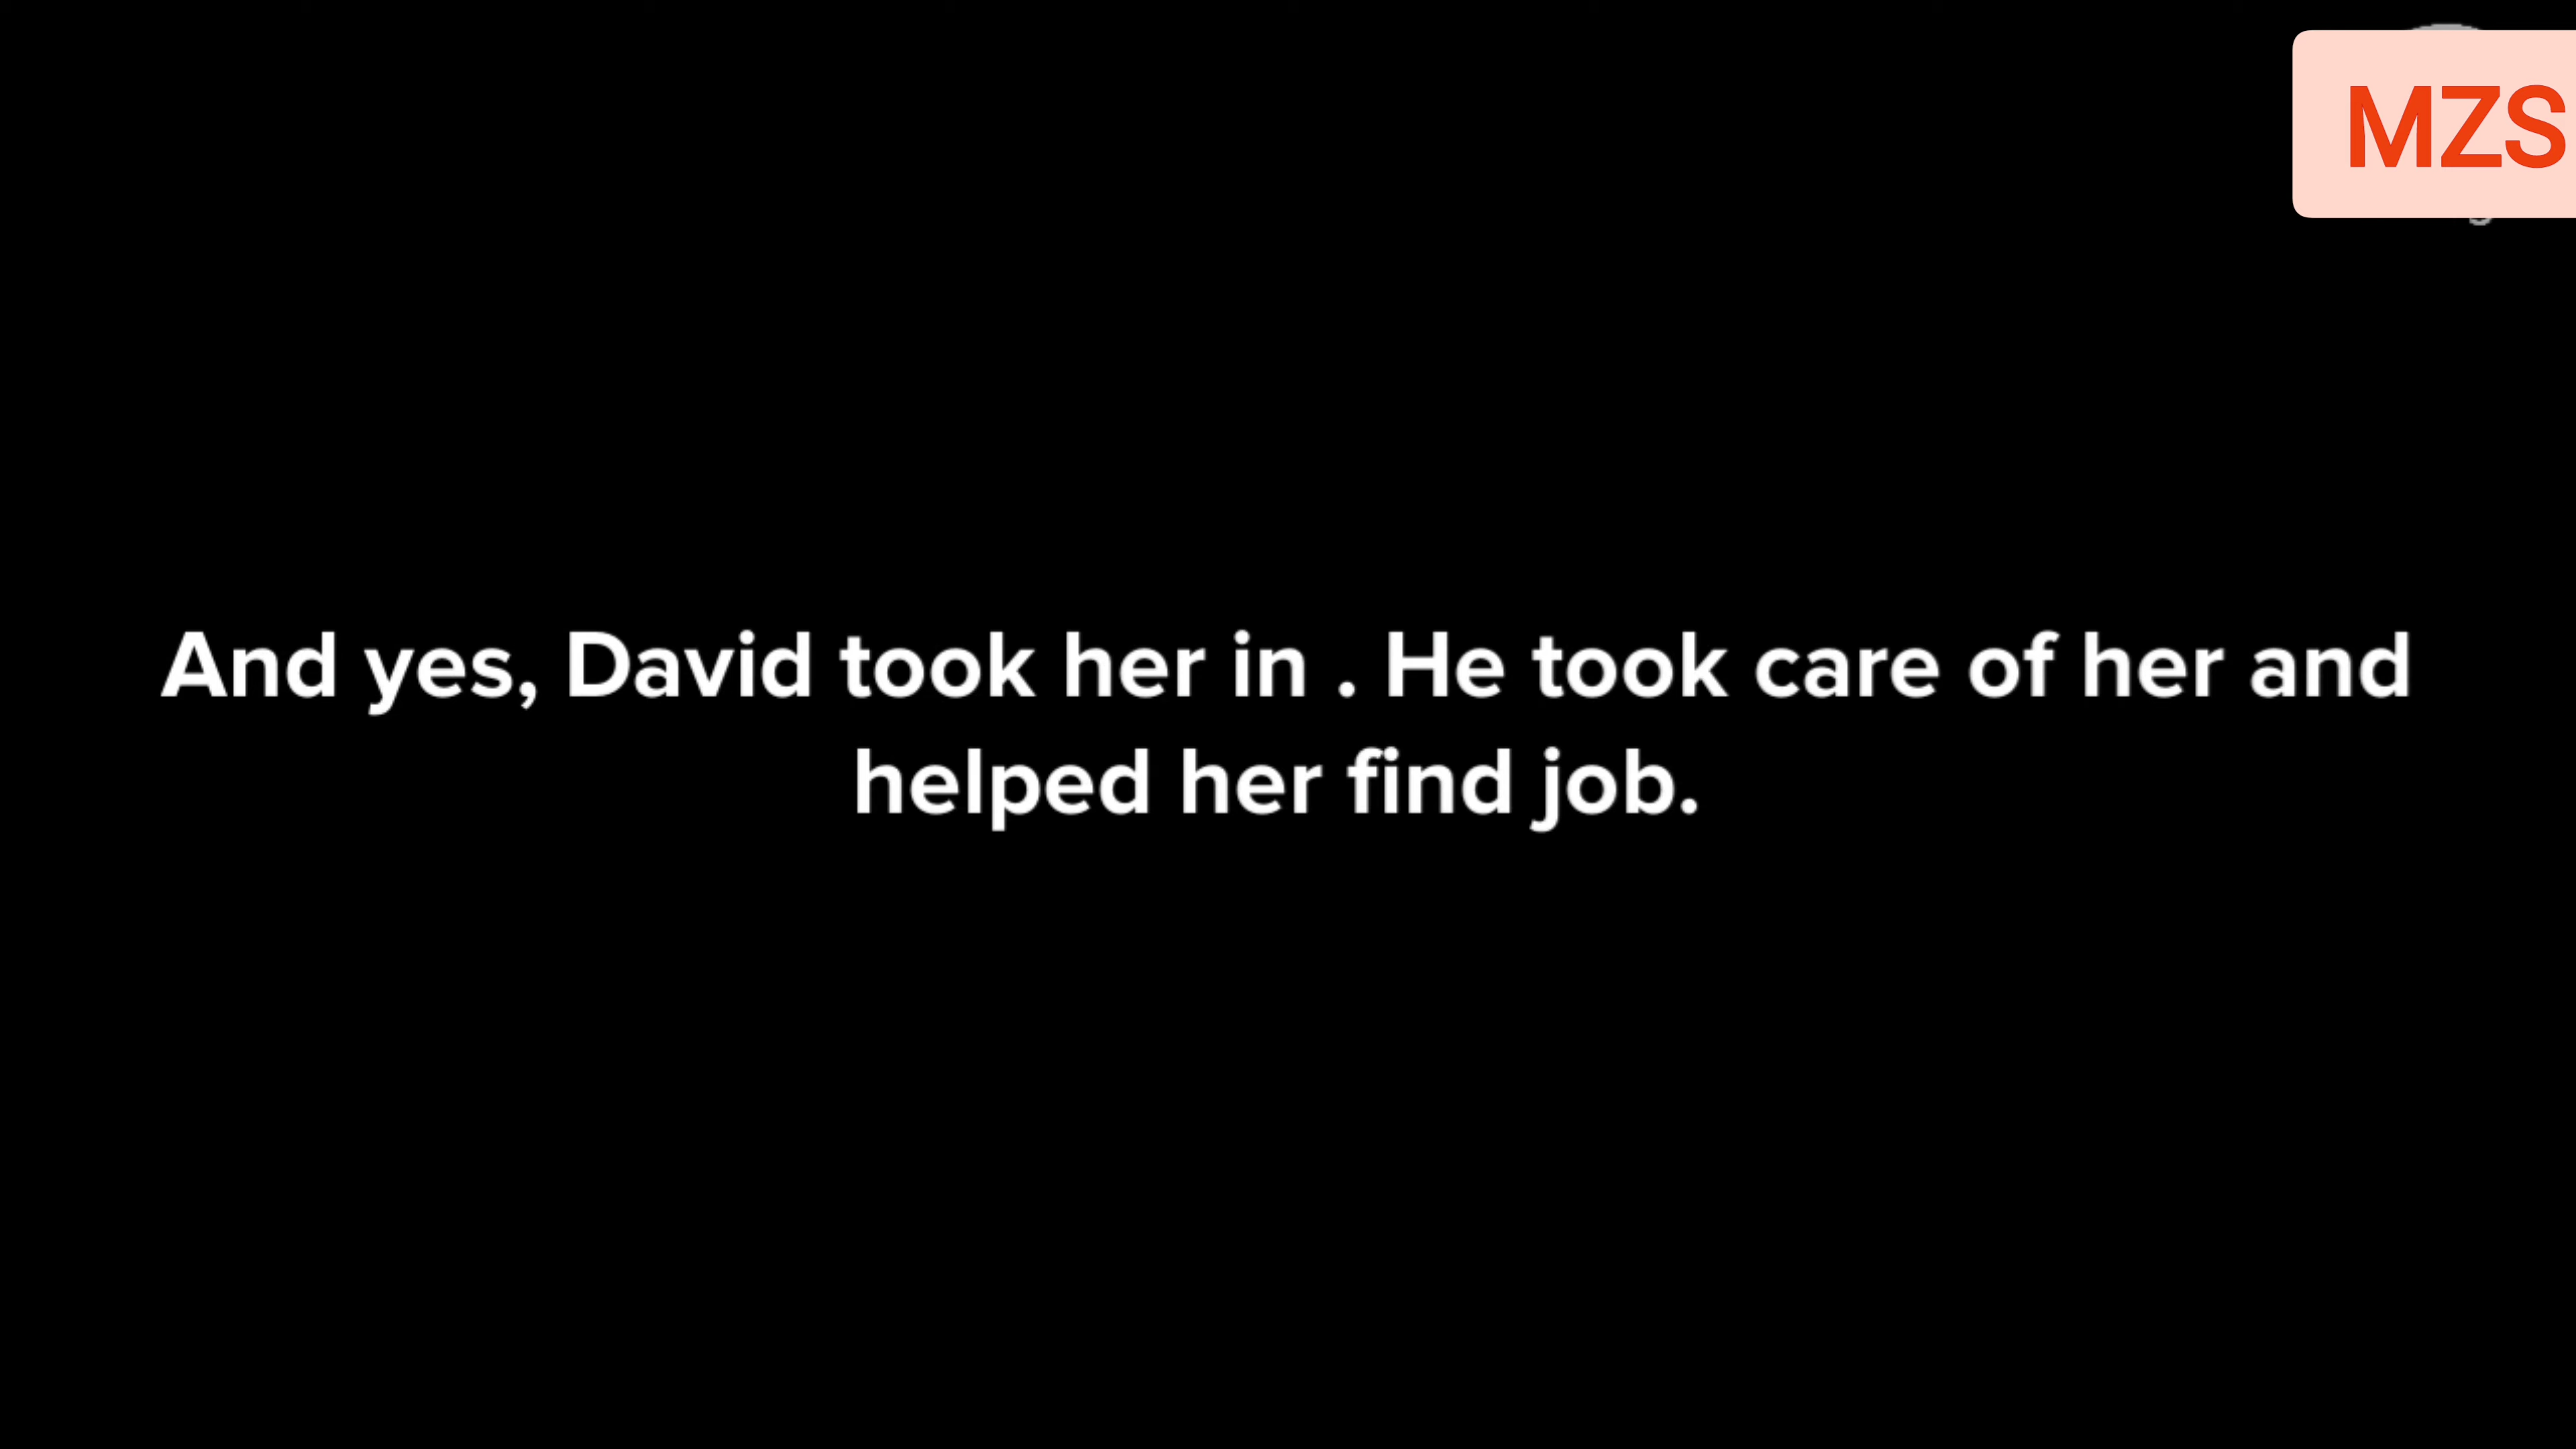 MZS
And yes, David took her in . He took care of her and
helped her find job.